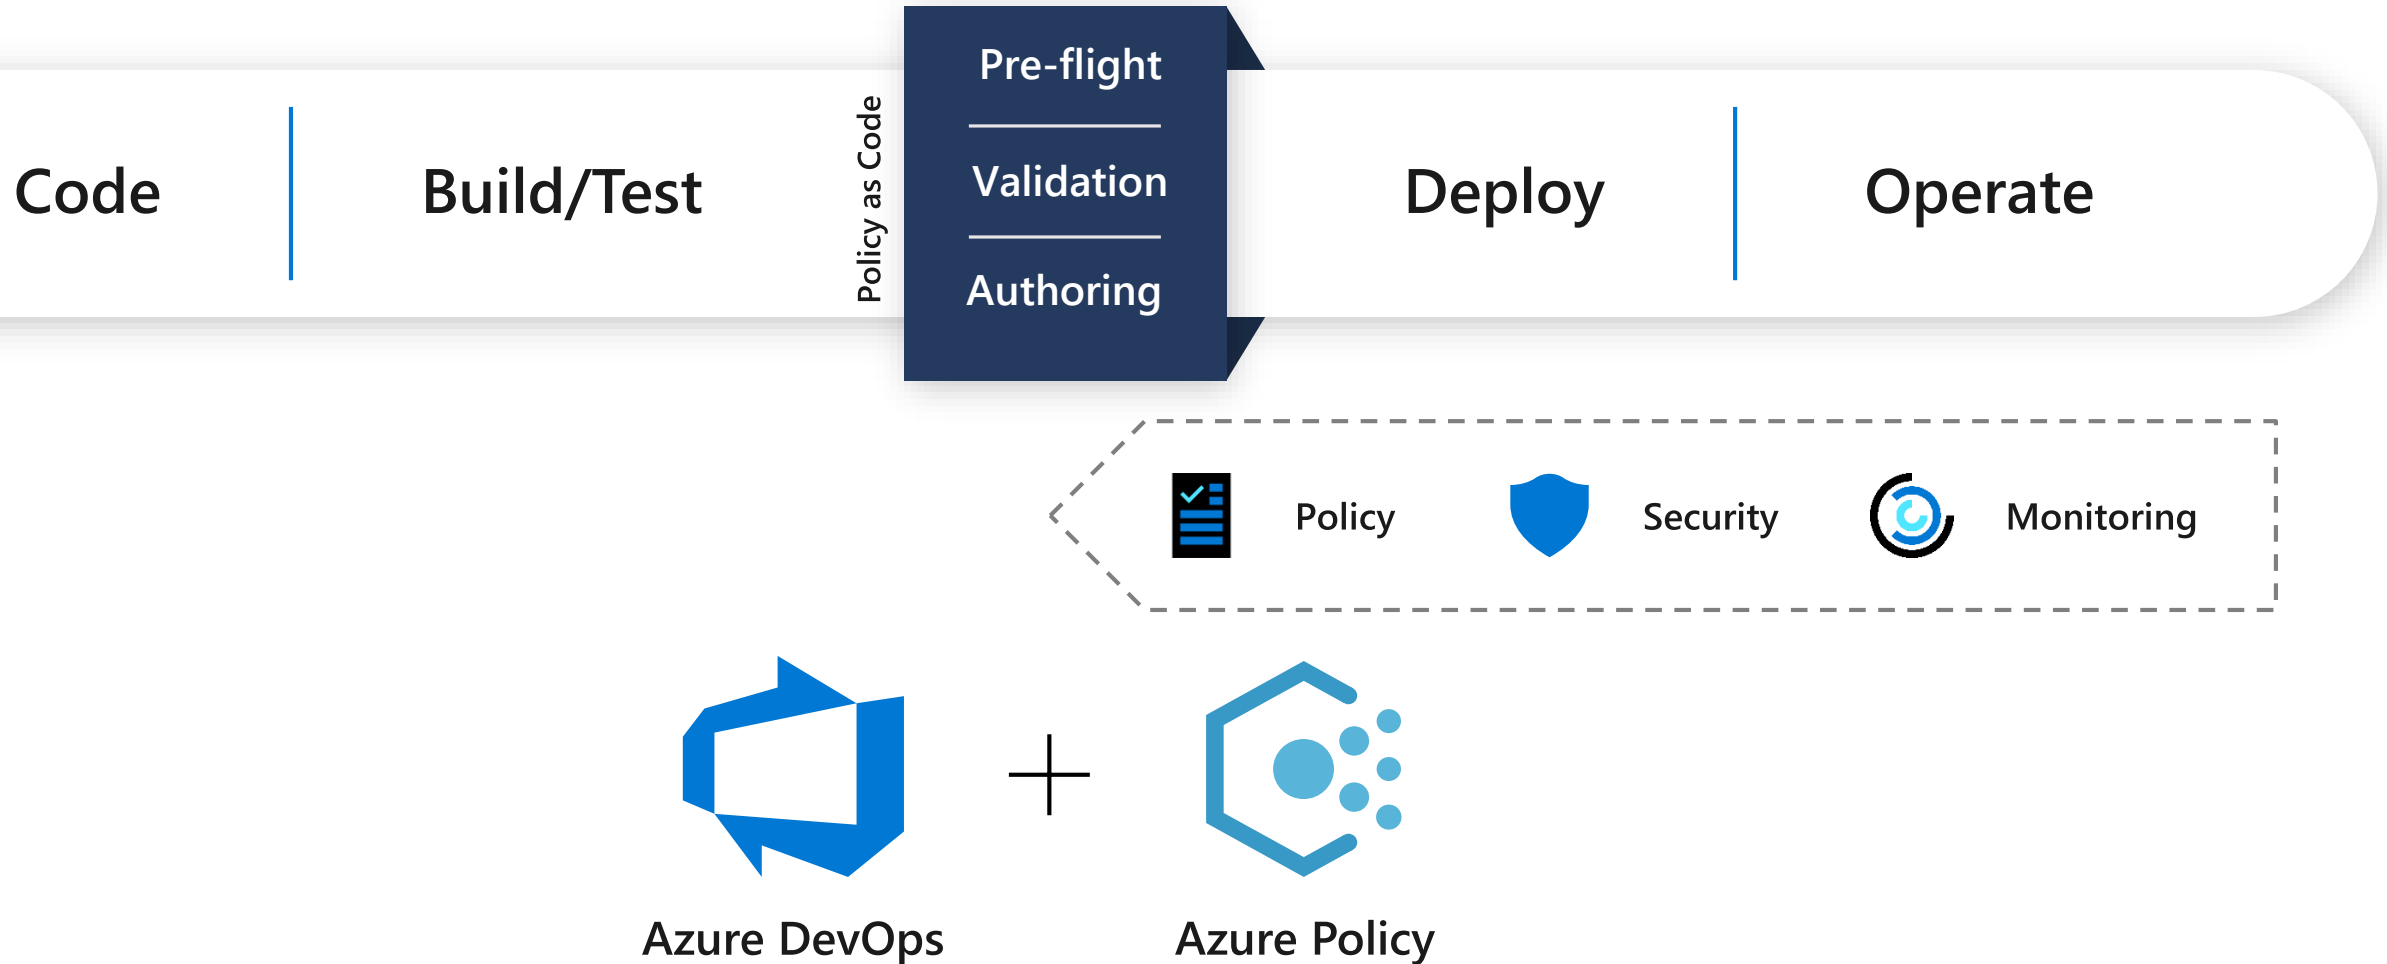 Code
Build/Test
Policy as Code
Pre-flight
Validation
Authoring
Deploy
Operate
Policy
Security
Monitoring
Azure DevOps
Azure Policy